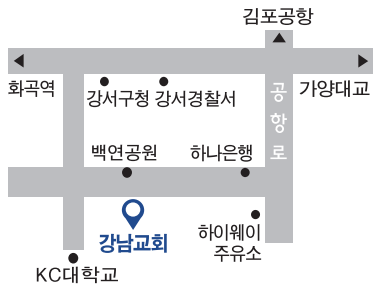 김포공항
화곡역
강서구청
강서경찰서
공항로
가양대교
백연공원
하나은행
강남교회
하이웨이
주유소
KC대학교